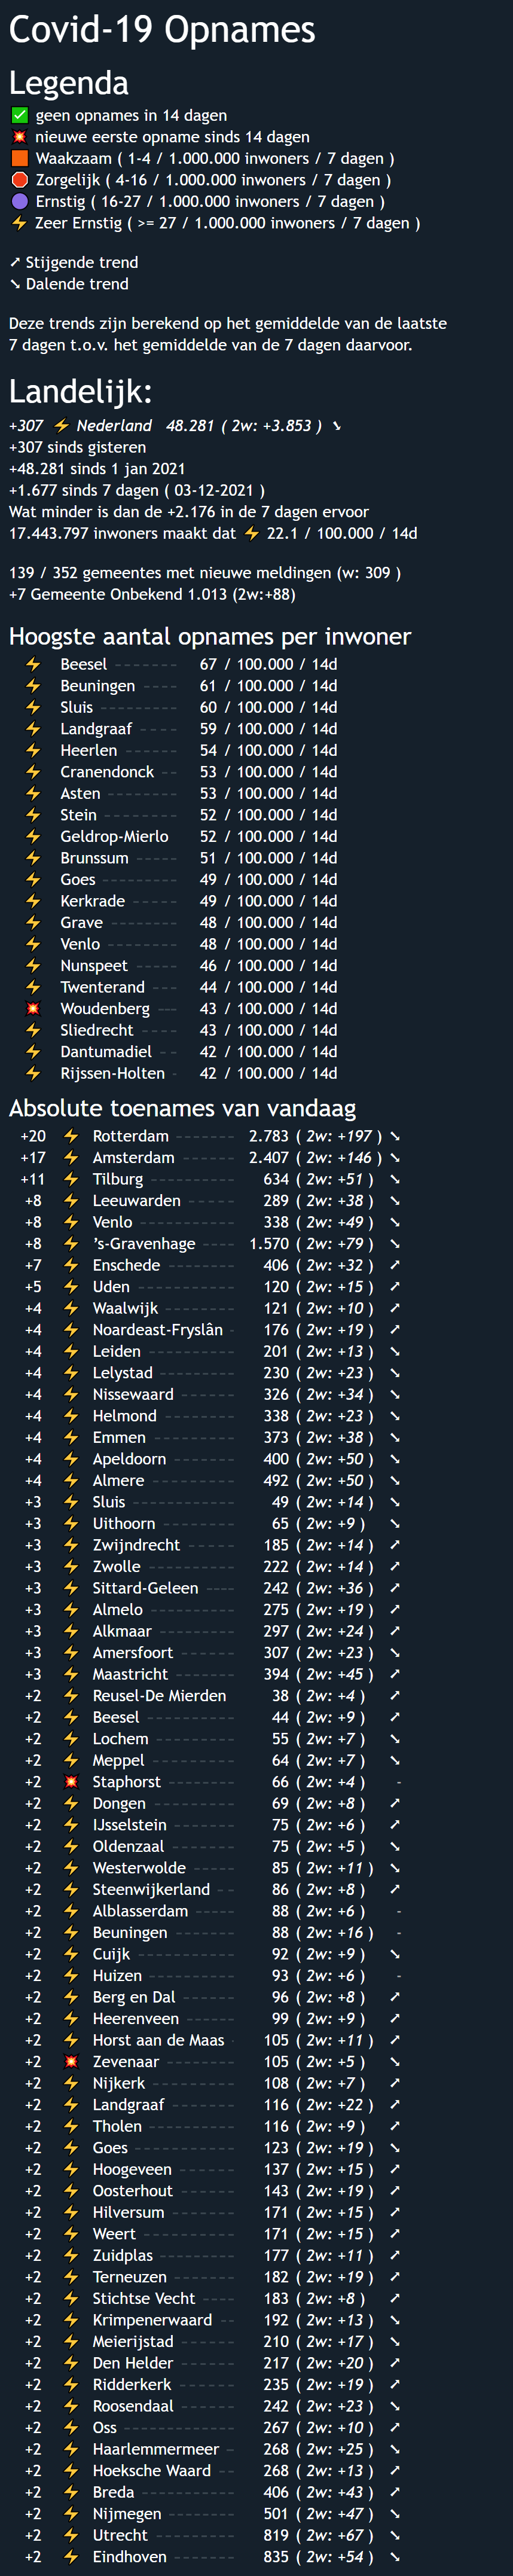 Covid-19 Opnames
Legenda
✅ geen opnames in 14 dagen
💥 nieuwe eerste opname sinds 14 dagen
🟧 Waakzaam ( 1-4 / 1.000.000 inwoners / 7 dagen )
🛑 Zorgelijk ( 4-16 / 1.000.000 inwoners / 7 dagen )
🟣 Ernstig ( 16-27 / 1.000.000 inwoners / 7 dagen )
⚡ Zeer Ernstig ( >= 27 / 1.000.000 inwoners / 7 dagen )
⤤ Stijgende trend
⤥ Dalende trend
Deze trends zijn berekend op het gemiddelde van de laatste
7 dagen t.o.v. het gemiddelde van de 7 dagen daarvoor.
Landelijk:
+307 ⚡ Nederland 48.281 ( 2w: +3.853 ) ⤥
+307 sinds gisteren
+48.281 sinds 1 jan 2021
+1.677 sinds 7 dagen ( 03-12-2021 )
Wat minder is dan de +2.176 in de 7 dagen ervoor
17.443.797 inwoners maakt dat ⚡ 22.1 / 100.000 / 14d
139 / 352 gemeentes met nieuwe meldingen (w: 309 )
+7 Gemeente Onbekend 1.013 (2w:+88)
Hoogste aantal opnames per inwoner
⚡ Beesel ------- 67 / 100.000 / 14d
⚡ Beuningen ---- 61 / 100.000 / 14d
⚡ Sluis --------- 60 / 100.000 / 14d
⚡ Landgraaf ---- 59 / 100.000 / 14d
⚡ Heerlen ------ 54 / 100.000 / 14d
⚡ Cranendonck -- 53 / 100.000 / 14d
⚡ Asten -------- 53 / 100.000 / 14d
⚡ Stein -------- 52 / 100.000 / 14d
⚡ Geldrop-Mierlo 52 / 100.000 / 14d
⚡ Brunssum ----- 51 / 100.000 / 14d
⚡ Goes --------- 49 / 100.000 / 14d
⚡ Kerkrade ----- 49 / 100.000 / 14d
⚡ Grave -------- 48 / 100.000 / 14d
⚡ Venlo -------- 48 / 100.000 / 14d
⚡ Nunspeet ----- 46 / 100.000 / 14d
⚡ Twenterand --- 44 / 100.000 / 14d
💥 Woudenberg --- 43 / 100.000 / 14d
⚡ Sliedrecht ---- 43 / 100.000 / 14d
⚡ Dantumadiel -- 42 / 100.000 / 14d
⚡ Rijssen-Holten - 42 / 100.000 / 14d
Absolute toenames van vandaag
+20 ⚡ Rotterdam ------- 2.783 ( 2w: +197 ) ⤥
+17 ⚡ Amsterdam ------- 2.407 ( 2w: +146 ) ⤥
+11 ⚡ Tilburg ---------- 634 ( 2w: +51 ) ⤥
+8 ⚡ Leeuwarden ------ 289 ( 2w: +38 ) ⤥
+8 ⚡ Venlo ----------- 338 ( 2w: +49 ) ⤥
+8 ⚡ 's-Gravenhage ---- 1.570 ( 2w: +79 ) ⤥
+7 ⚡ Enschede -------- 406 ( 2w: +32 ) ⤤
+5 ⚡ Uden ------------ 120 ( 2w: +15 ) ⤤
+4 ⚡ Waalwijk -------- 121 ( 2w: +10 ) ⤤
+4 ⚡ Noardeast-Fryslân - 176 ( 2w: +19 ) ⤤
+4 ⚡ Leiden ---------- 201 ( 2w: +13 ) ⤥
+4 ⚡ Lelystad -------- 230 ( 2w: +23 ) ⤥
+4 ⚡ Nissewaard ------- 326 ( 2w: +34 ) ⤥
+4 ⚡ Helmond --------- 338 ( 2w: +23 ) ⤥
+4 ⚡ Emmen ---------- 373 ( 2w: +38 ) ⤥
+4 ⚡ Apeldoorn ------- 400 ( 2w: +50 ) ⤥
+4 ⚡ Almere ---------- 492 ( 2w: +50 ) ⤥
+3 ⚡ Sluis ------------ 49 ( 2w: +14 ) ⤥
+3 ⚡ Uithoorn --------- 65 ( 2w: +9 ) ⤥
+3 ⚡ Zwijndrecht ------ 185 ( 2w: +14 ) ⤤
+3 ⚡ Zwolle ---------- 222 ( 2w: +14 ) ⤤
+3 ⚡ Sittard-Geleen ---- 242 ( 2w: +36 ) ⤤
+3 ⚡ Almelo ---------- 275 ( 2w: +19 ) ⤤
+3 ⚡ Alkmaar --------- 297 ( 2w: +24 ) ⤤
+3 ⚡ Amersfoort ------- 307 ( 2w: +23 ) ⤥
+3 ⚡ Maastricht ------- 394 ( 2w: +45 ) ⤤
+2 ⚡ Reusel-De Mierden 38 ( 2w: +4 ) ⤤
+2 ⚡ Beesel ---------- 44 ( 2w: +9 ) ⤤
+2 ⚡ Lochem ---------- 55 ( 2w: +7 ) ⤥
+2 ⚡ Meppel ---------- 64 ( 2w: +7 ) ⤥
+2 💥 Staphorst -------- 66 ( 2w: +4 ) -
+2 ⚡ Dongen ---------- 69 ( 2w: +8 ) ⤤
+2 ⚡ IJsselstein -------- 75 ( 2w: +6 ) ⤤
+2 ⚡ Oldenzaal -------- 75 ( 2w: +5 ) ⤥
+2 ⚡ Westerwolde ----- 85 ( 2w: +11 ) ⤥
+2 ⚡ Steenwijkerland -- 86 ( 2w: +8 ) ⤤
+2 ⚡ Alblasserdam ----- 88 ( 2w: +6 ) -
+2 ⚡ Beuningen ------- 88 ( 2w: +16 ) -
+2 ⚡ Cuijk ------------ 92 ( 2w: +9 ) ⤥
+2 ⚡ Huizen ---------- 93 ( 2w: +6 ) -
+2 ⚡ Berg en Dal ------ 96 ( 2w: +8 ) ⤤
+2 ⚡ Heerenveen ------ 99 ( 2w: +9 ) ⤤
+2 ⚡ Horst aan de Maas - 105 ( 2w: +11 ) ⤤
+2 💥 Zevenaar -------- 105 ( 2w: +5 ) ⤥
+2 ⚡ Nijkerk ---------- 108 ( 2w: +7 ) ⤤
+2 ⚡ Landgraaf -------- 116 ( 2w: +22 ) ⤤
+2 ⚡ Tholen ---------- 116 ( 2w: +9 ) ⤤
+2 ⚡ Goes ------------ 123 ( 2w: +19 ) ⤥
+2 ⚡ Hoogeveen ------- 137 ( 2w: +15 ) ⤤
+2 ⚡ Oosterhout ------- 143 ( 2w: +19 ) ⤤
+2 ⚡ Hilversum -------- 171 ( 2w: +15 ) ⤤
+2 ⚡ Weert ----------- 171 ( 2w: +15 ) ⤤
+2 ⚡ Zuidplas --------- 177 ( 2w: +11 ) ⤤
+2 ⚡ Terneuzen ------- 182 ( 2w: +19 ) ⤤
+2 ⚡ Stichtse Vecht ---- 183 ( 2w: +8 ) ⤤
+2 ⚡ Krimpenerwaard -- 192 ( 2w: +13 ) ⤥
+2 ⚡ Meierijstad ------- 210 ( 2w: +17 ) ⤥
+2 ⚡ Den Helder ------- 217 ( 2w: +20 ) ⤤
+2 ⚡ Ridderkerk ------- 235 ( 2w: +19 ) ⤤
+2 ⚡ Roosendaal ------- 242 ( 2w: +23 ) ⤥
+2 ⚡ Oss ------------- 267 ( 2w: +10 ) ⤤
+2 ⚡ Haarlemmermeer - 268 ( 2w: +25 ) ⤥
+2 ⚡ Hoeksche Waard -- 268 ( 2w: +13 ) ⤤
+2 ⚡ Breda ----------- 406 ( 2w: +43 ) ⤤
+2 ⚡ Nijmegen -------- 501 ( 2w: +47 ) ⤥
+2 ⚡ Utrecht --------- 819 ( 2w: +67 ) ⤥
+2 ⚡ Eindhoven ------- 835 ( 2w: +54 ) ⤥